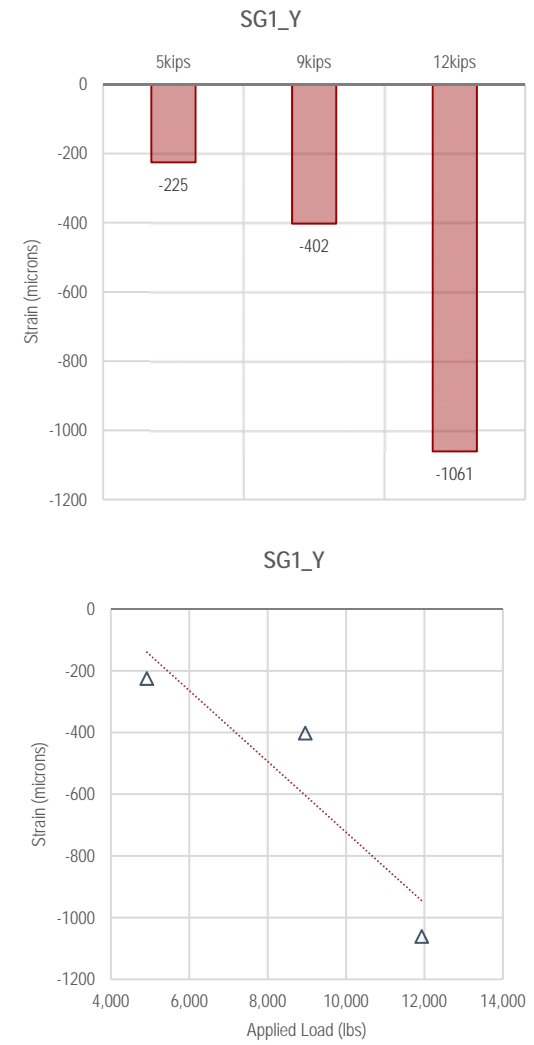 SG1_Y
5kips 9kips 12kips
0
-200
-225
-400
-402
Strain (microns)
-600
-800
-1000
-1061
-1200
SG1_Y
0
-200
-400
-600
Strain (microns)
-800
-1000
-1200
4,000 6,000 8,000 10,000 12,000 14,000
Applied Load (lbs)